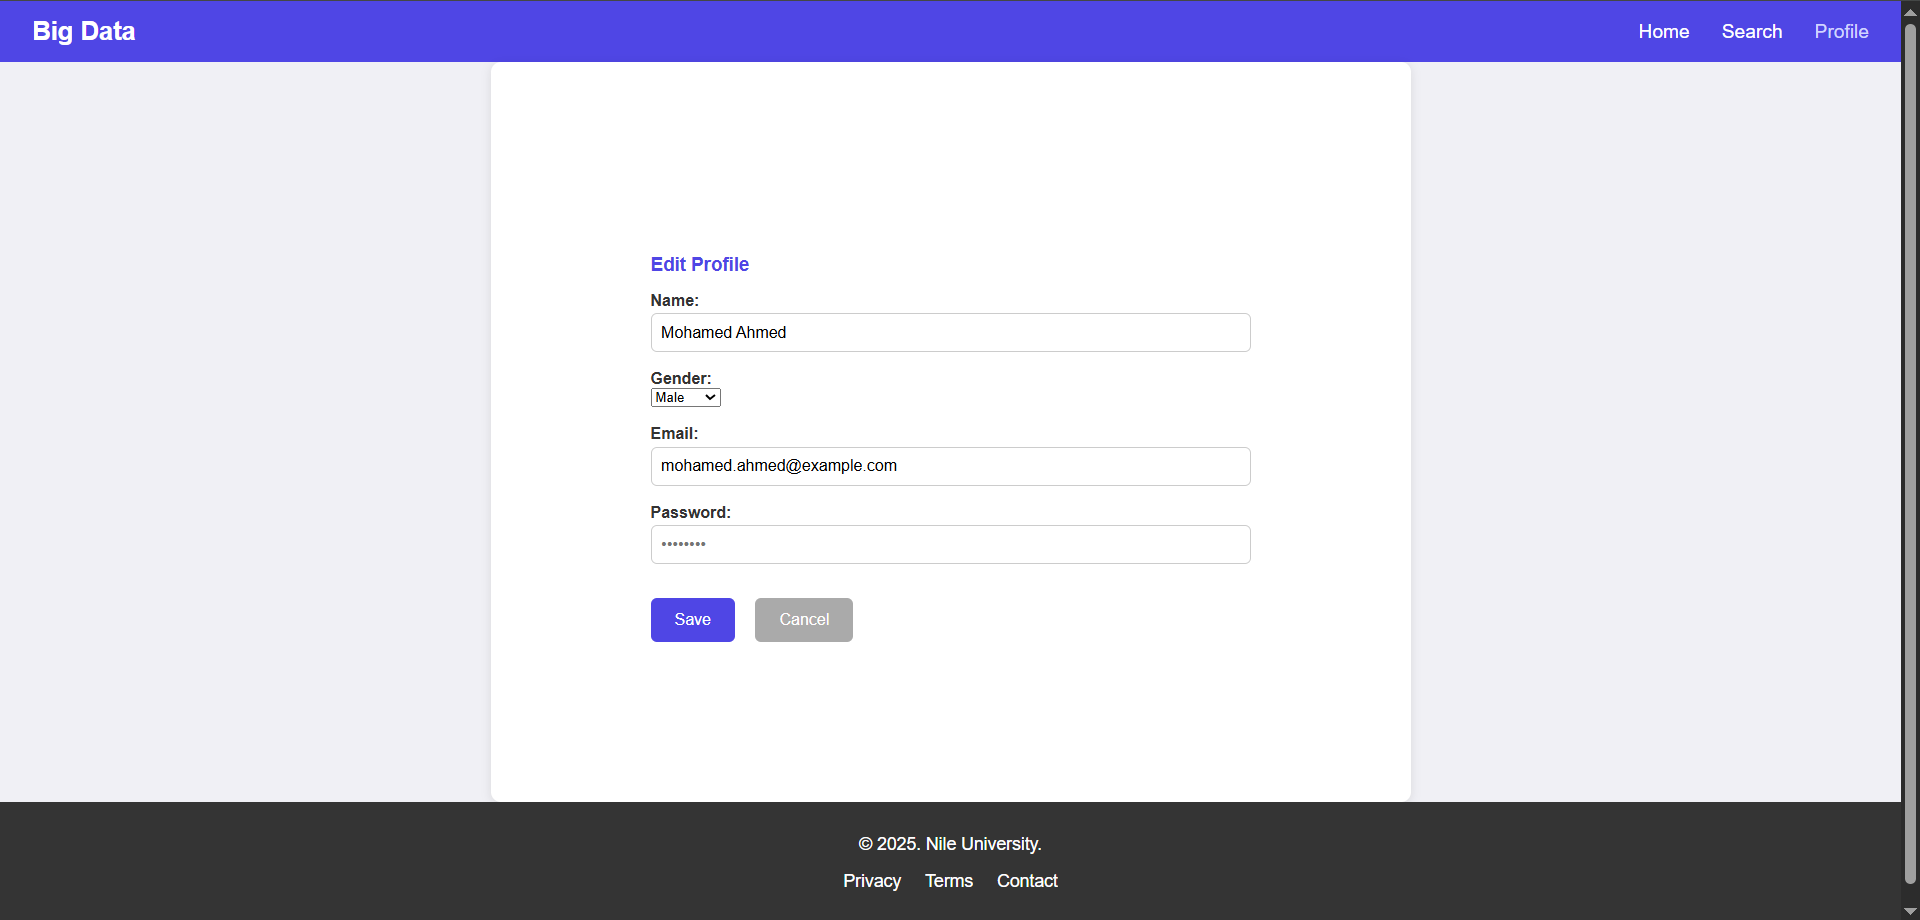 Big Data
Home Search Profile
Edit Profile
Name:
Mohamed Ahmed
Gender:
Male
Email:
mohamed.ahmed@example.com
Password:
••••••••
Save Cancel
© 2025. Nile University.
Privacy Terms Contact